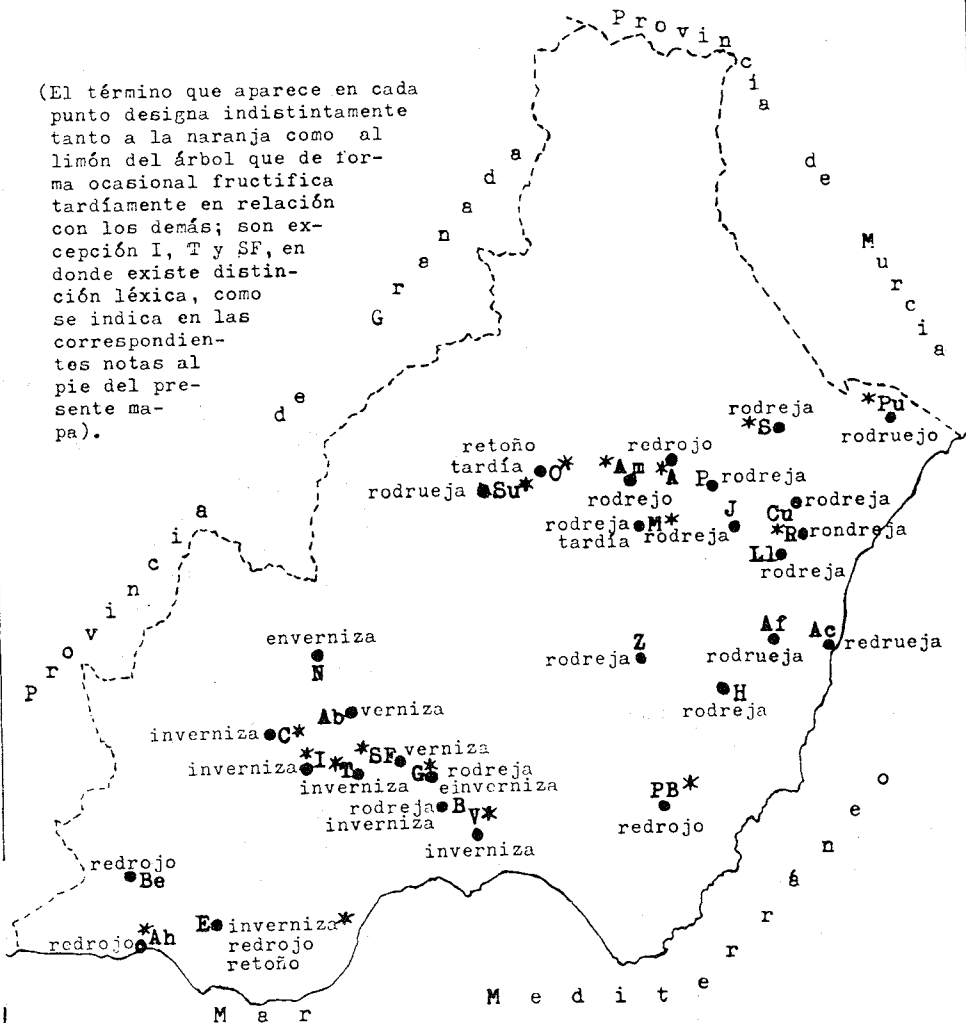 Provincia de Murcia
(El término que aparece en cada
punto designa indistintamente
tanto a la naranja como al
limón del árbol que de for-
ma ocasional fructifica
tardíamente en relación
con los demás; son ex-
cepción I, T y SF, en
donde existe distin-
ción léxica, como
se indica en las
correspondien-
tes notas al
pie del pre-
sente ma-
pa).
Provincia de Granada
*Pu
rodruejo
rodreja
*S
retoño
tardía
O*
rodrueja
Su*
*Am
rodrejo
redrojo
*A
P rodreja
rodreja
Cu
J
rodreja
rodreja
tardía
M*
*R
rondreja
Ll
rodreja
Af
rodrueja
Ac
redrueja
Z
rodreja
H
rodreja
enverniza
N
Ab verniza
inverniza C*
*I
inverniza
*T
inverniza
*SF verniza
G*
rodreja
einverniza
rodreja B
inverniza
V*
inverniza
PB*
redrojo
redrojo
Be
*Ah
redrojo
E inverniza*
redrojo
retoño
Mar Mediterráneo